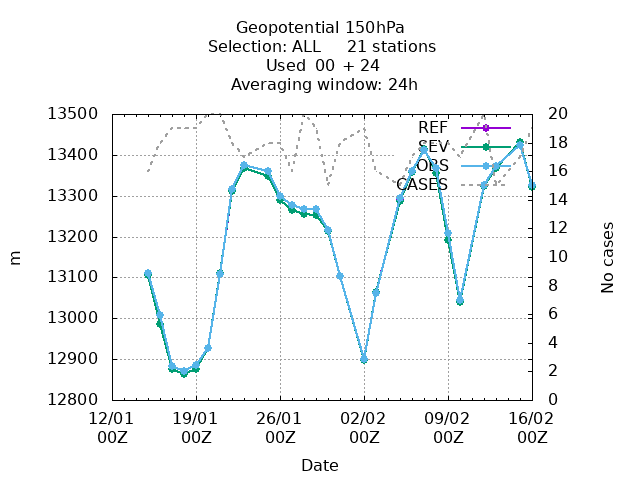 Geopotential 150hPa
Selection: ALL 21 stations
Used 00 + 24
Averaging window: 24h
13500
13400
13300
13200
13100
13000
12900
12800
20
18
16
14
12
10
8
6
4
2
0
REF
SEV
OBS
CASES
m
No cases
12/01 19/01 26/01 02/02 09/02 16/02
00Z 00Z 00Z 00Z 00Z 00Z
Date